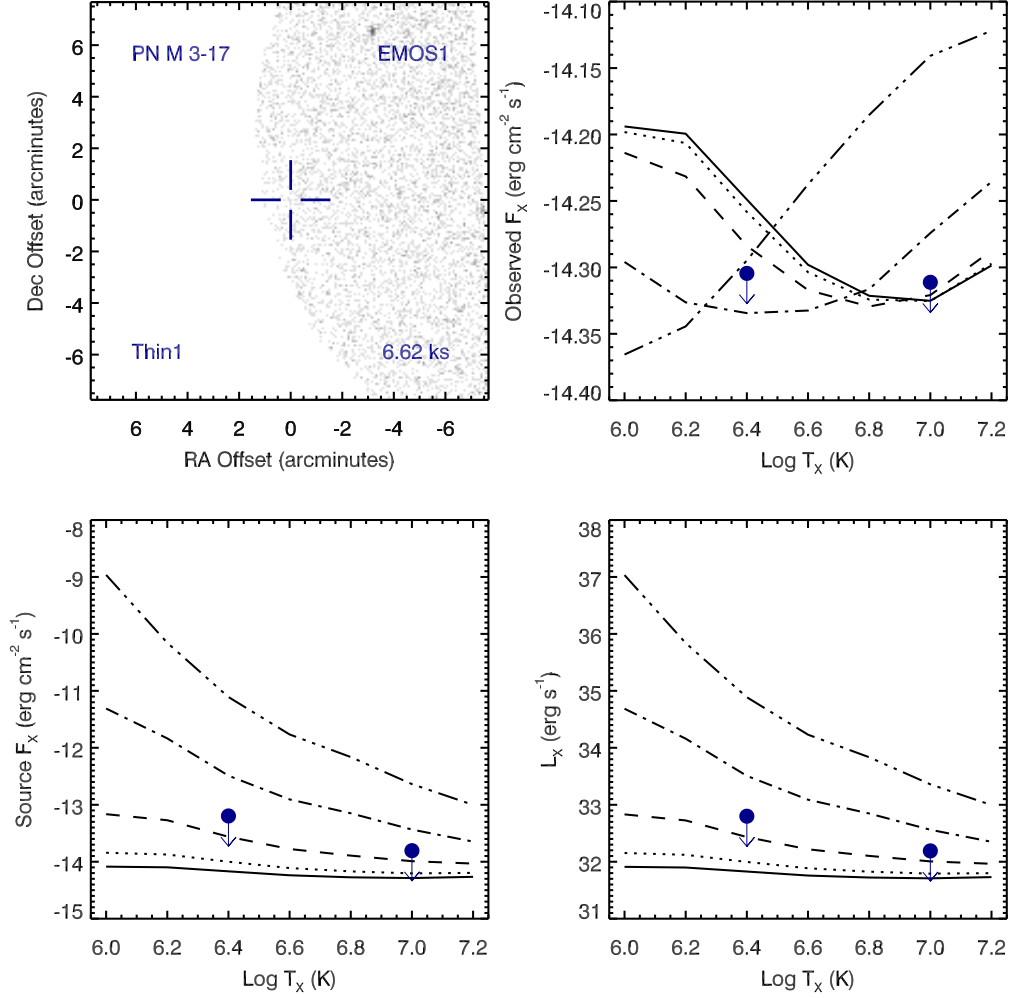 PN M 3-17
EMOS1
Thin1
6.62 ks
6
4
2
0
-2
-4
-6
Dec Offset (arcminutes)
6 4 2 0 -2 -4 -6
RA Offset (arcminutes)
-14.10
-14.15
-14.20
-14.25
-14.30
-14.35
-14.40
Observed FX (erg cm-2 s-1)
6.0 6.2 6.4 6.6 6.8 7.0 7.2
Log TX (K)
-8
-9
-10
-11
-12
-13
-14
-15
Source FX (erg cm-2 s-1)
6.0 6.2 6.4 6.6 6.8 7.0 7.2
Log TX (K)
38
37
36
35
34
33
32
31
LX (erg s-1)
6.0 6.2 6.4 6.6 6.8 7.0 7.2
Log TX (K)